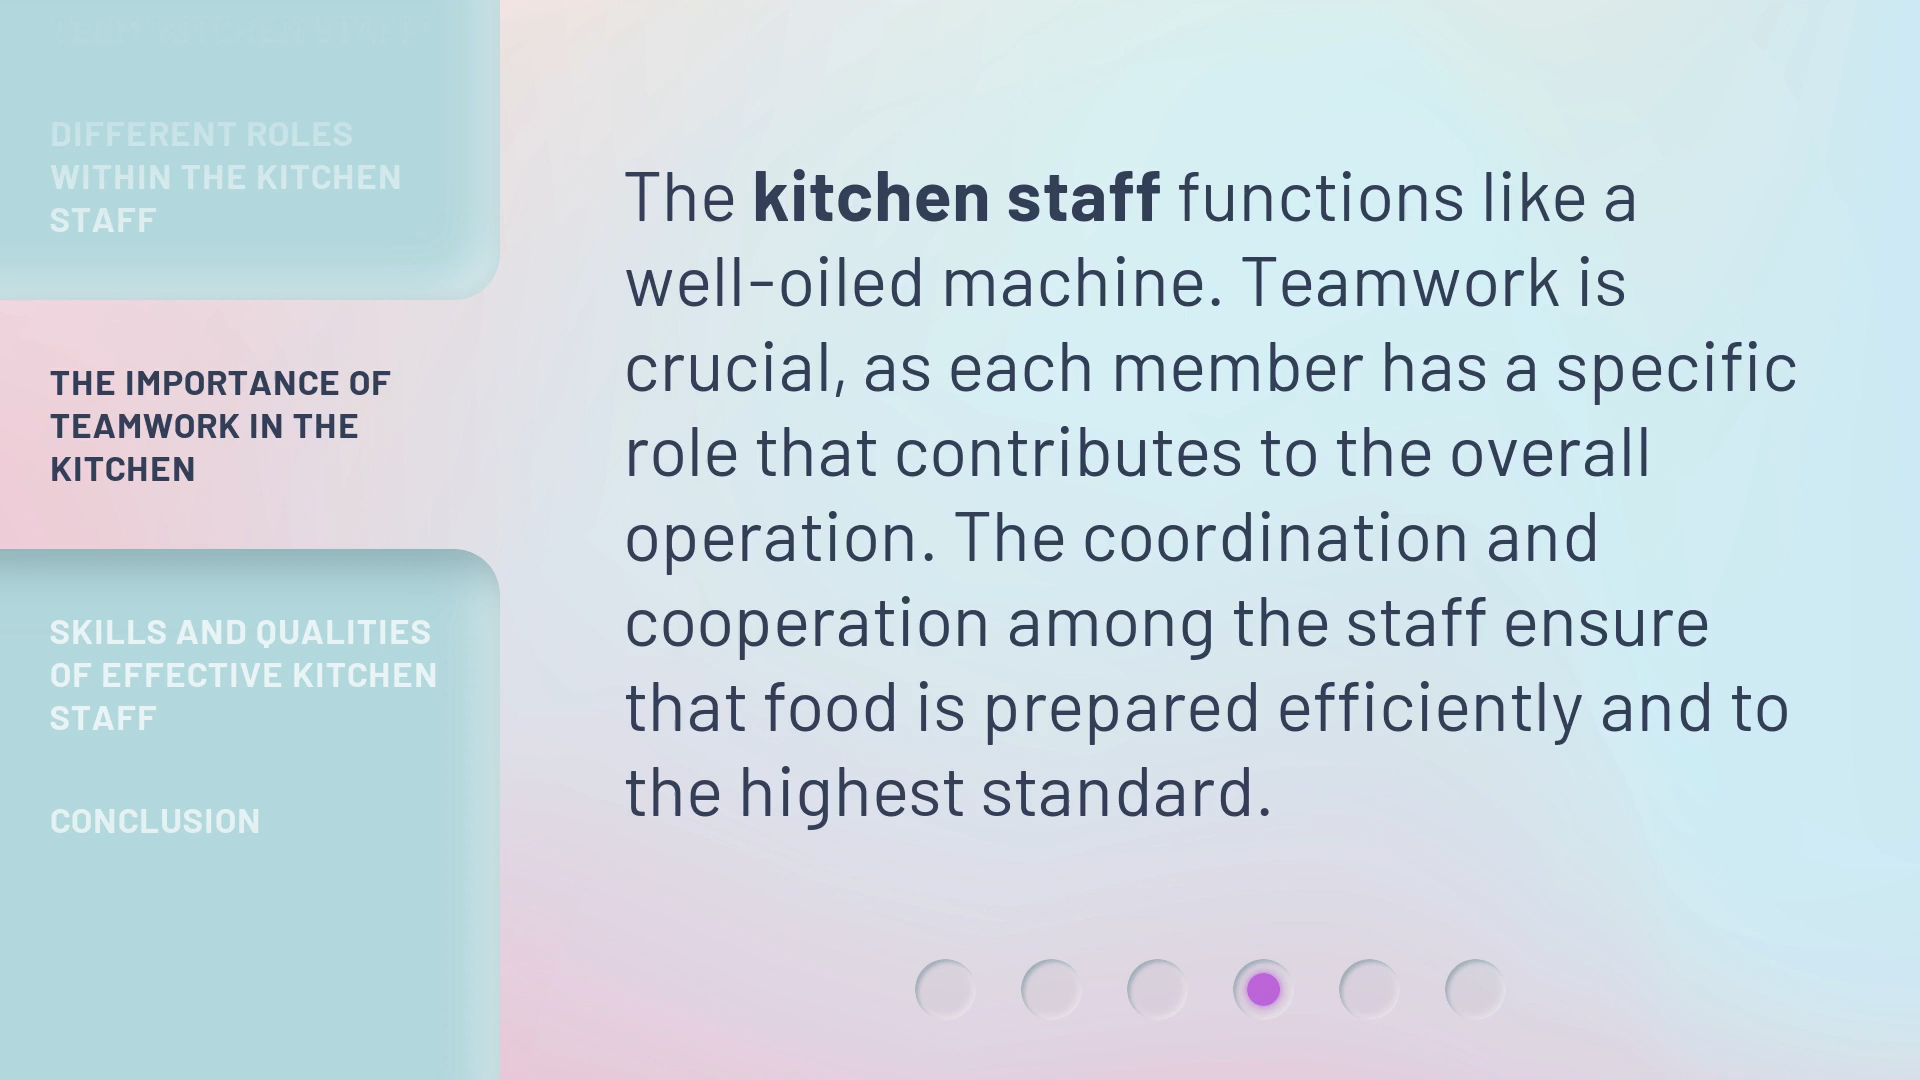 DIFFERENT ROLES
WITHIN THE KITCHEN
STAFF
THE IMPORTANCE OF
TEAMWORK IN THE
KITCHEN
SKILLS AND QUALITIES
OF EFFECTIVE KITCHEN
STAFF
CONCLUSION
The kitchen staff functions like a
well-oiled machine. Teamwork is
crucial, as each member has a specific
role that contributes to the overall
operation. The coordination and
cooperation among the staff ensure
that food is prepared efficiently and to
the highest standard.